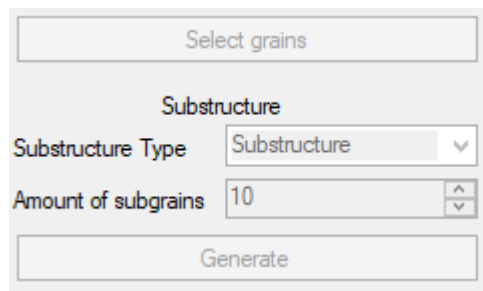 Select grains
Substructure
Substructure Type Substructure
Amount of subgrains 10
Generate